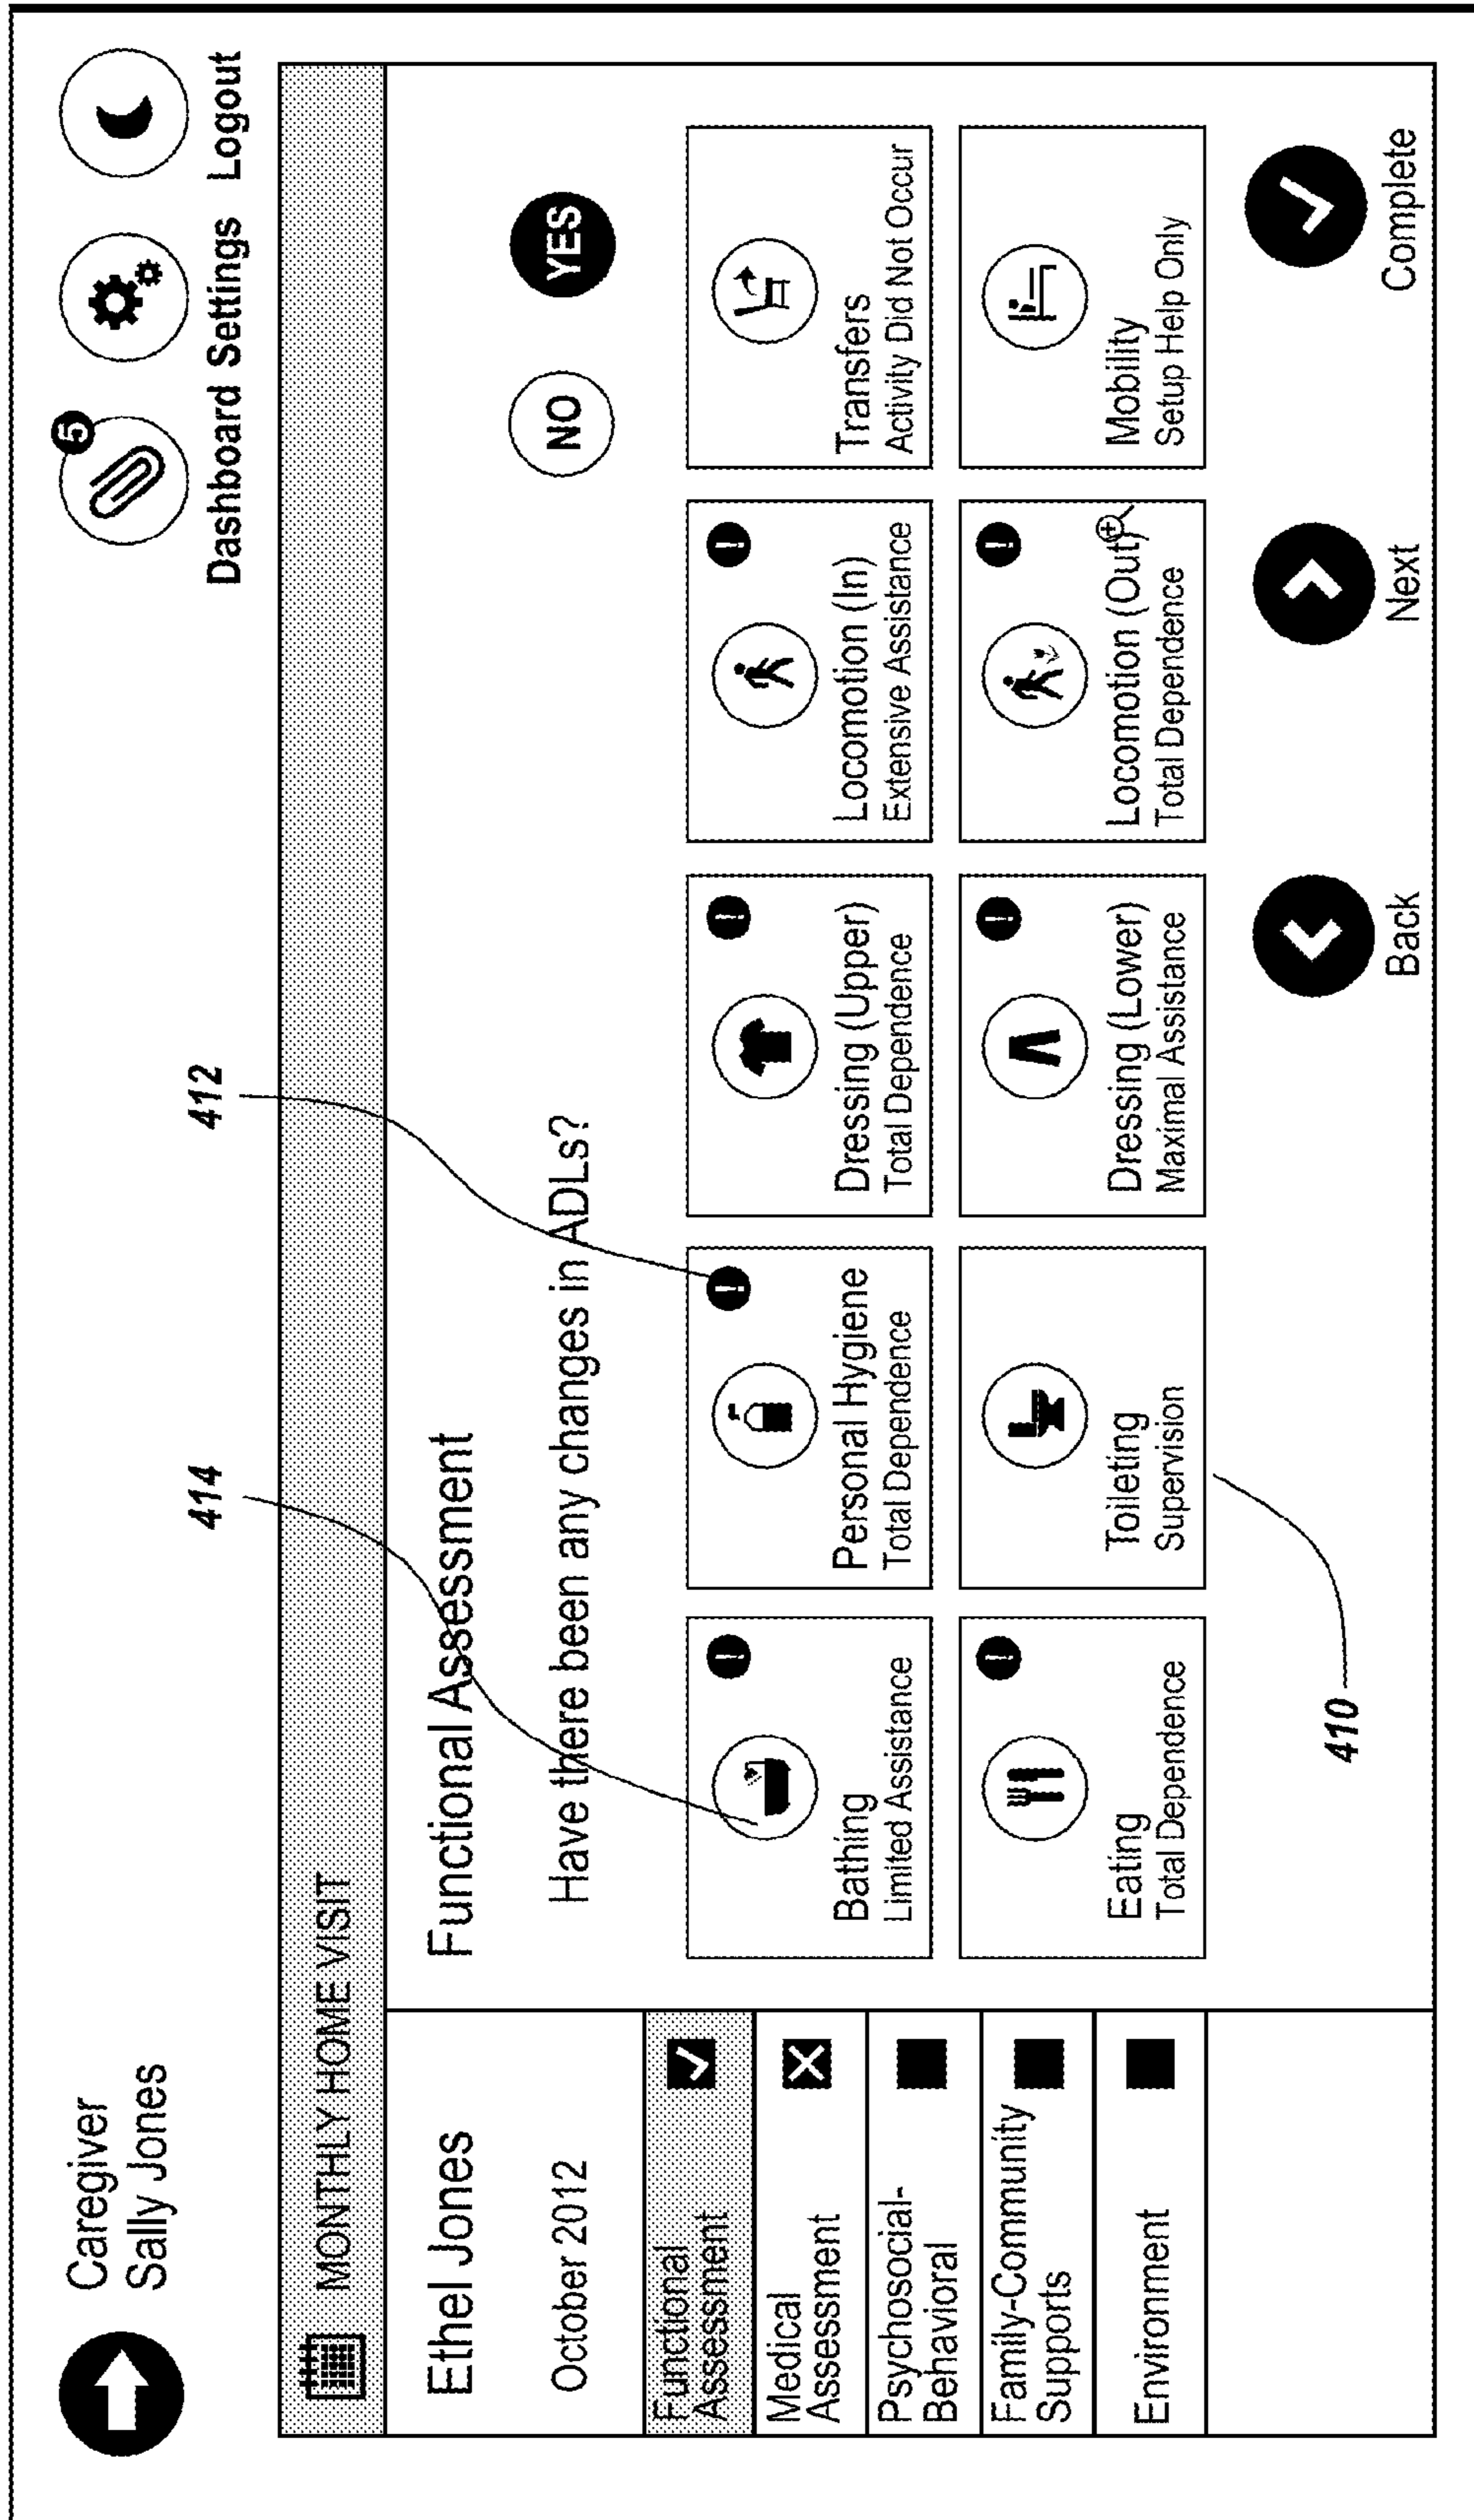 Caregiver
Sally Jones
5
Dashboard Settings Logout
414
412
MONTHLY HOME VISIT
Ethel Jones
October 2012
Functional
Assessment
Medical
Assessment
Psychosocial-
Behavioral
Family-Community
Supports
Environment
Functional Assessment
Have there been any changes in ADLs?
NO
YES
!
Bathing
Limited Assistance
!
Personal Hygiene
Total Dependence
!
Dressing (Upper)
Total Dependence
!
Locomotion (In)
Extensive Assistance
Transfers
Activity Did Not Occur
!
Eating
Total Dependence
Toileting
Supervision
!
Dressing (Lower)
Maximal Assistance
!
Locomotion (Out)
Total Dependence
Mobility
Setup Help Only
410
Back
Next
Complete